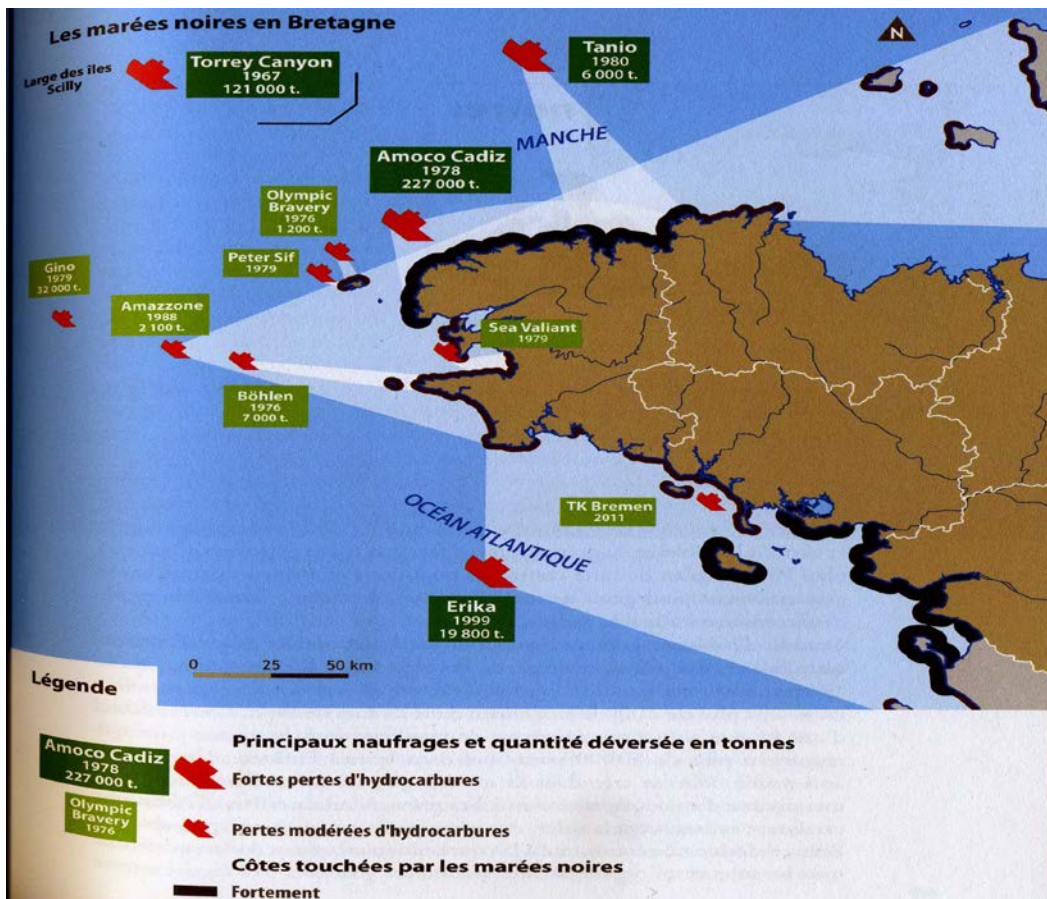 Les marées noires en Bretagne
Large des îles
Scilly
Torrey Canyon
1967
121 000 t.
Tanio
1980
6 000 t.
N
MANCHE
Amoco Cadiz
1978
227 000 t.
Olympic
Bravery
1976
1 200 t.
Peter Sif
1979
Gino
1979
32 000 t.
Amazzone
1988
2 100 t.
Sea Valiant
1979
Böhlen
1976
7 000 t.
TK Bremen
2011
OCÉAN ATLANTIQUE
Erika
1999
19 800 t.
0 25 50 km
Légende
Principaux naufrages et quantité déversée en tonnes
Amoco Cadiz
1978
227 000 t.
Fortes pertes d'hydrocarbures
Olympic
Bravery
1976
Pertes modérées d'hydrocarbures
Côtes touchées par les marées noires
Fortement